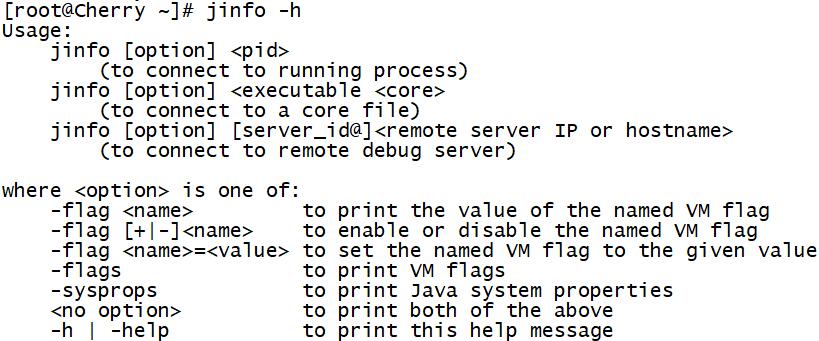 [root@Cherry ~]# jinfo -h
Usage:
    jinfo [option] <pid>
        (to connect to running process)
    jinfo [option] <executable <core>
        (to connect to a core file)
    jinfo [option] [server_id@]<remote server IP or hostname>
        (to connect to remote debug server)

where <option> is one of:
    -flag <name>         to print the value of the named VM flag
    -flag [+|-]<name>    to enable or disable the named VM flag
    -flag <name>=<value> to set the named VM flag to the given value
    -flags               to print VM flags
    -sysprops            to print Java system properties
    <no option>          to print both of the above
    -h | -help           to print this help message